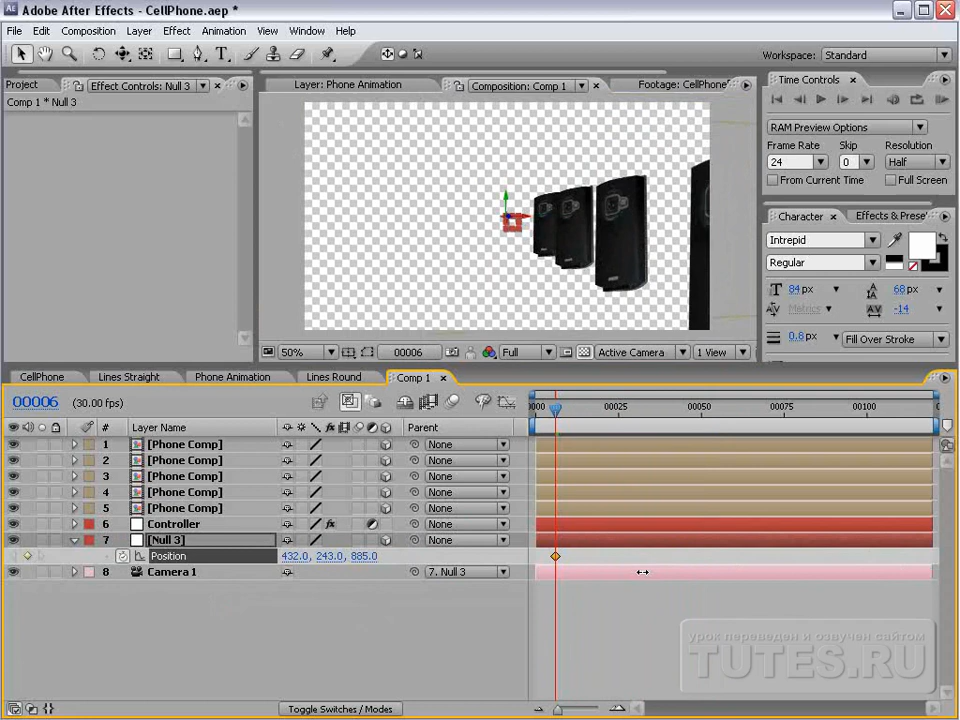 Adobe After Effects - CellPhone.aep *
File Edit Composition Layer Effect Animation View Window Help
Workspace: Standard
Project Effect Controls: Null 3
Layer: Phone Animation Composition: Comp 1 Footage: CellPhone
Time Controls
Comp 1 * Null 3
RAM Preview Options
Frame Rate Skip Resolution
24 0 Half
From Current Time Full Screen
Character Effects & Prese
Intrepid
Regular
84 px 68 px
Metrics -14
0.8 px Fill Over Stroke
50% 00006 Full Active Camera 1 View
CellPhone Lines Straight Phone Animation Lines Round Comp 1
00006 (30.00 fps)
0000 00025 00050 00075 00100
# Layer Name Parent
1 [Phone Comp] None
2 [Phone Comp] None
3 [Phone Comp] None
4 [Phone Comp] None
5 [Phone Comp] None
6 Controller None
7 [Null 3] None
Position 432.0, 243.0, 885.0
8 Camera 1 7. Null 3
урок переведен и озвучен сайтом
TUTES.RU
Toggle Switches / Modes